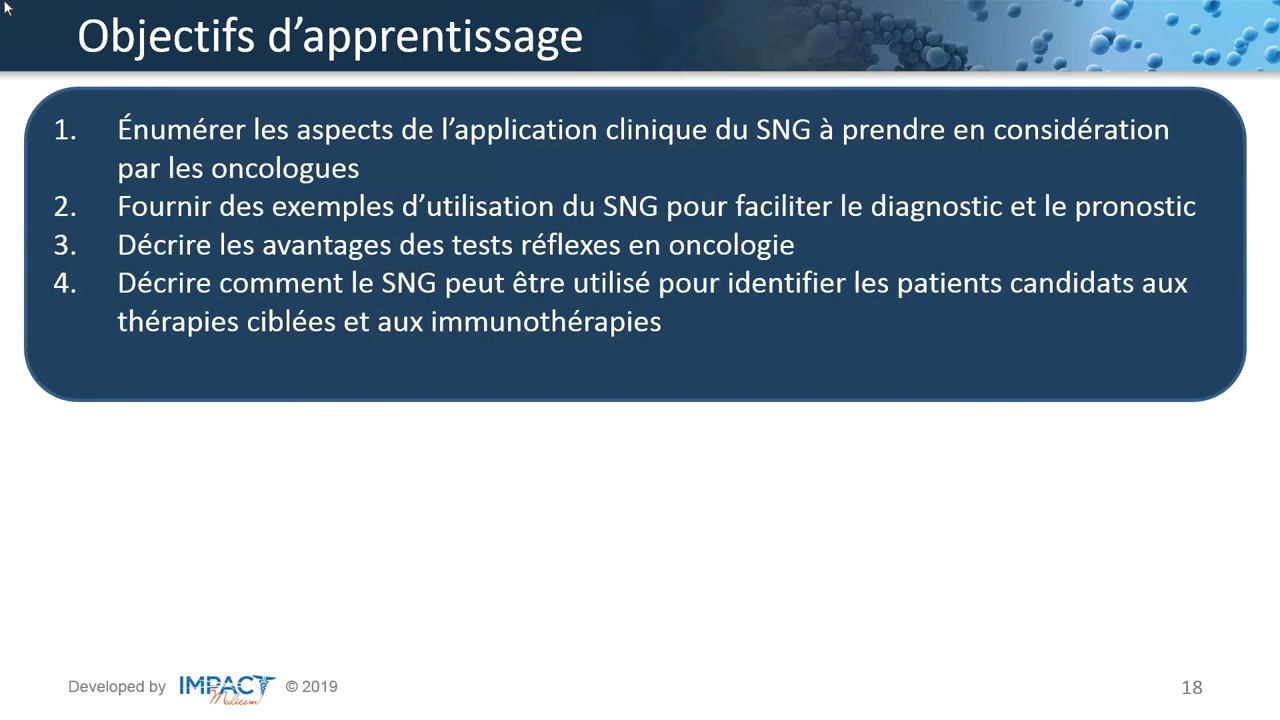 Objectifs d’apprentissage
1. Énumérer les aspects de l’application clinique du SNG à prendre en considération
par les oncologues
2. Fournir des exemples d’utilisation du SNG pour faciliter le diagnostic et le pronostic
3. Décrire les avantages des tests réflexes en oncologie
4. Décrire comment le SNG peut être utilisé pour identifier les patients candidats aux
thérapies ciblées et aux immunothérapies
Developed by IMPACT Medicom © 2019
18